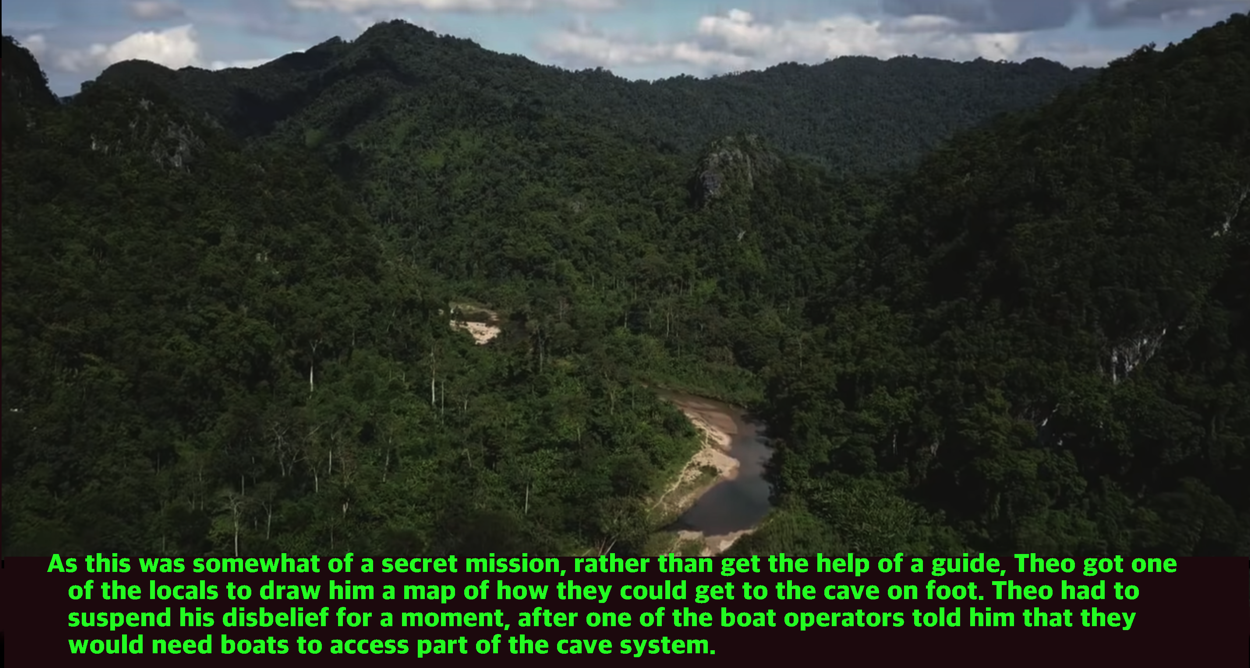 As this was somewhat of a secret mission, rather than get the help of a guide, Theo got one
of the locals to draw him a map of how they could get to the cave on foot. Theo had to
suspend his disbelief for a moment, after one of the boat operators told him that they
would need boats to access part of the cave system.